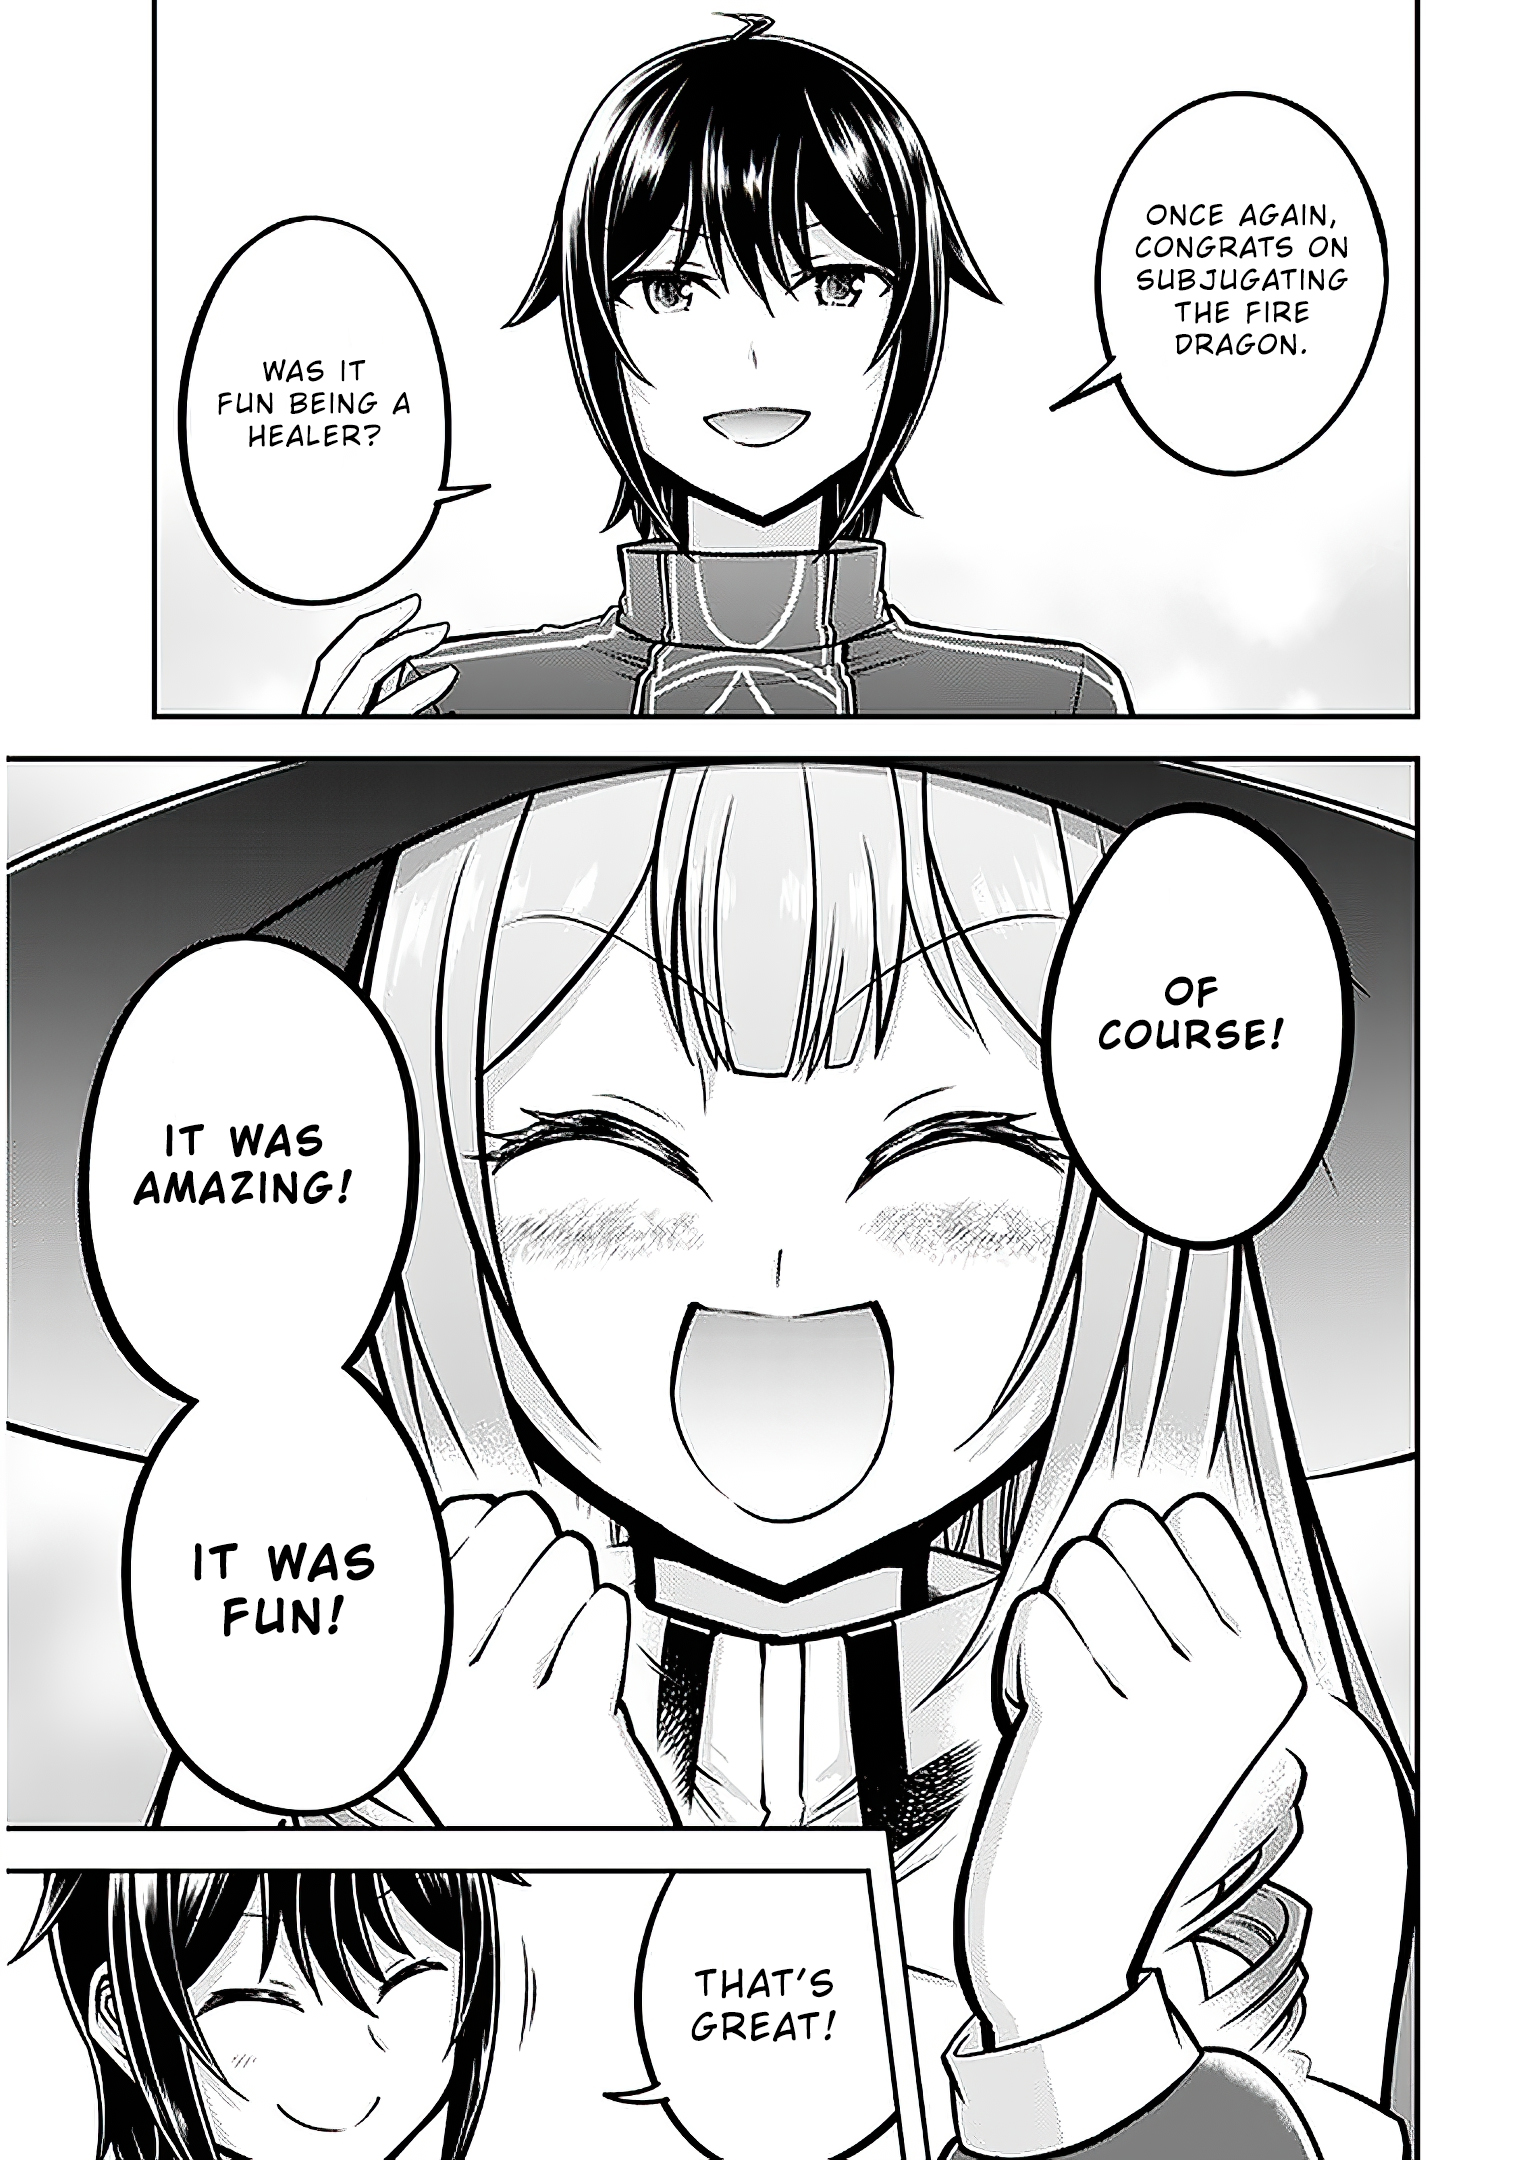 ONCE AGAIN,
CONGRATS ON
SUBJUGATING
THE FIRE
DRAGON.
WAS IT
FUN BEING A
HEALER?
OF
COURSE!
IT WAS
AMAZING!
IT WAS
FUN!
THAT'S
GREAT!